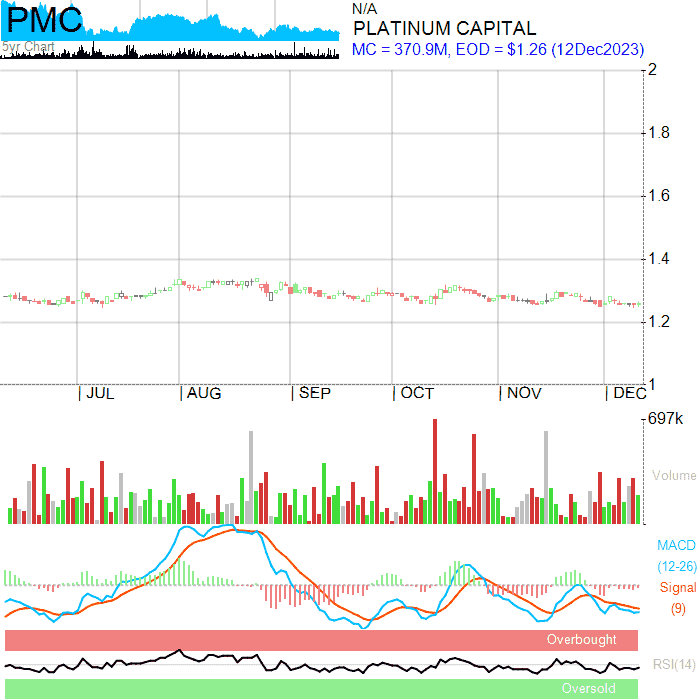 PMC
5yr Chart
N/A
PLATINUM CAPITAL
MC = 370.9M, EOD = $1.26 (12Dec2023)
2
1.8
1.6
1.4
1.2
1
| JUL | AUG | SEP | OCT | NOV | DEC
697k
Volume
MACD
(12-26)
Signal
(9)
Overbought
RSI(14)
Oversold